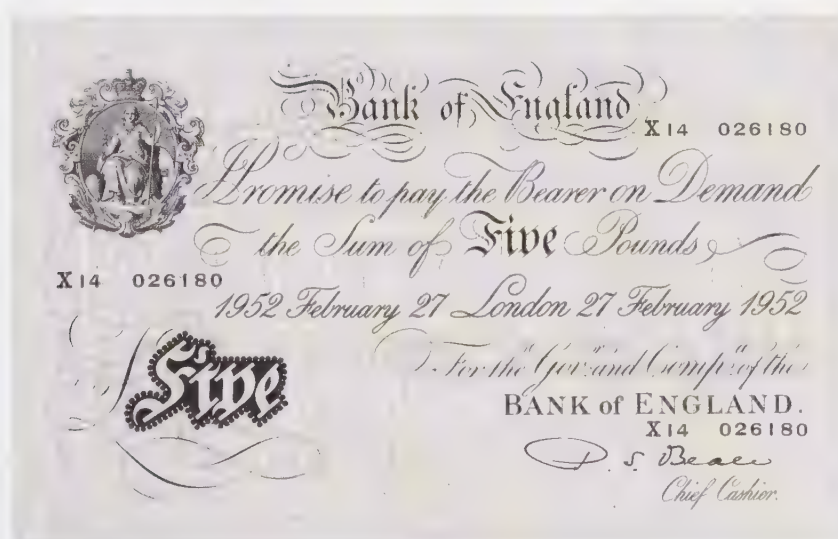 Bank of England
X14 026180
I Promise to pay the Bearer on Demand
the Sum of Five Pounds
X14 026180
1952 February 27 London 27 February 1952
Five
For the Govr. and Compa. of the
BANK of ENGLAND.
X14 026180
P. S. Beale
Chief Cashier.